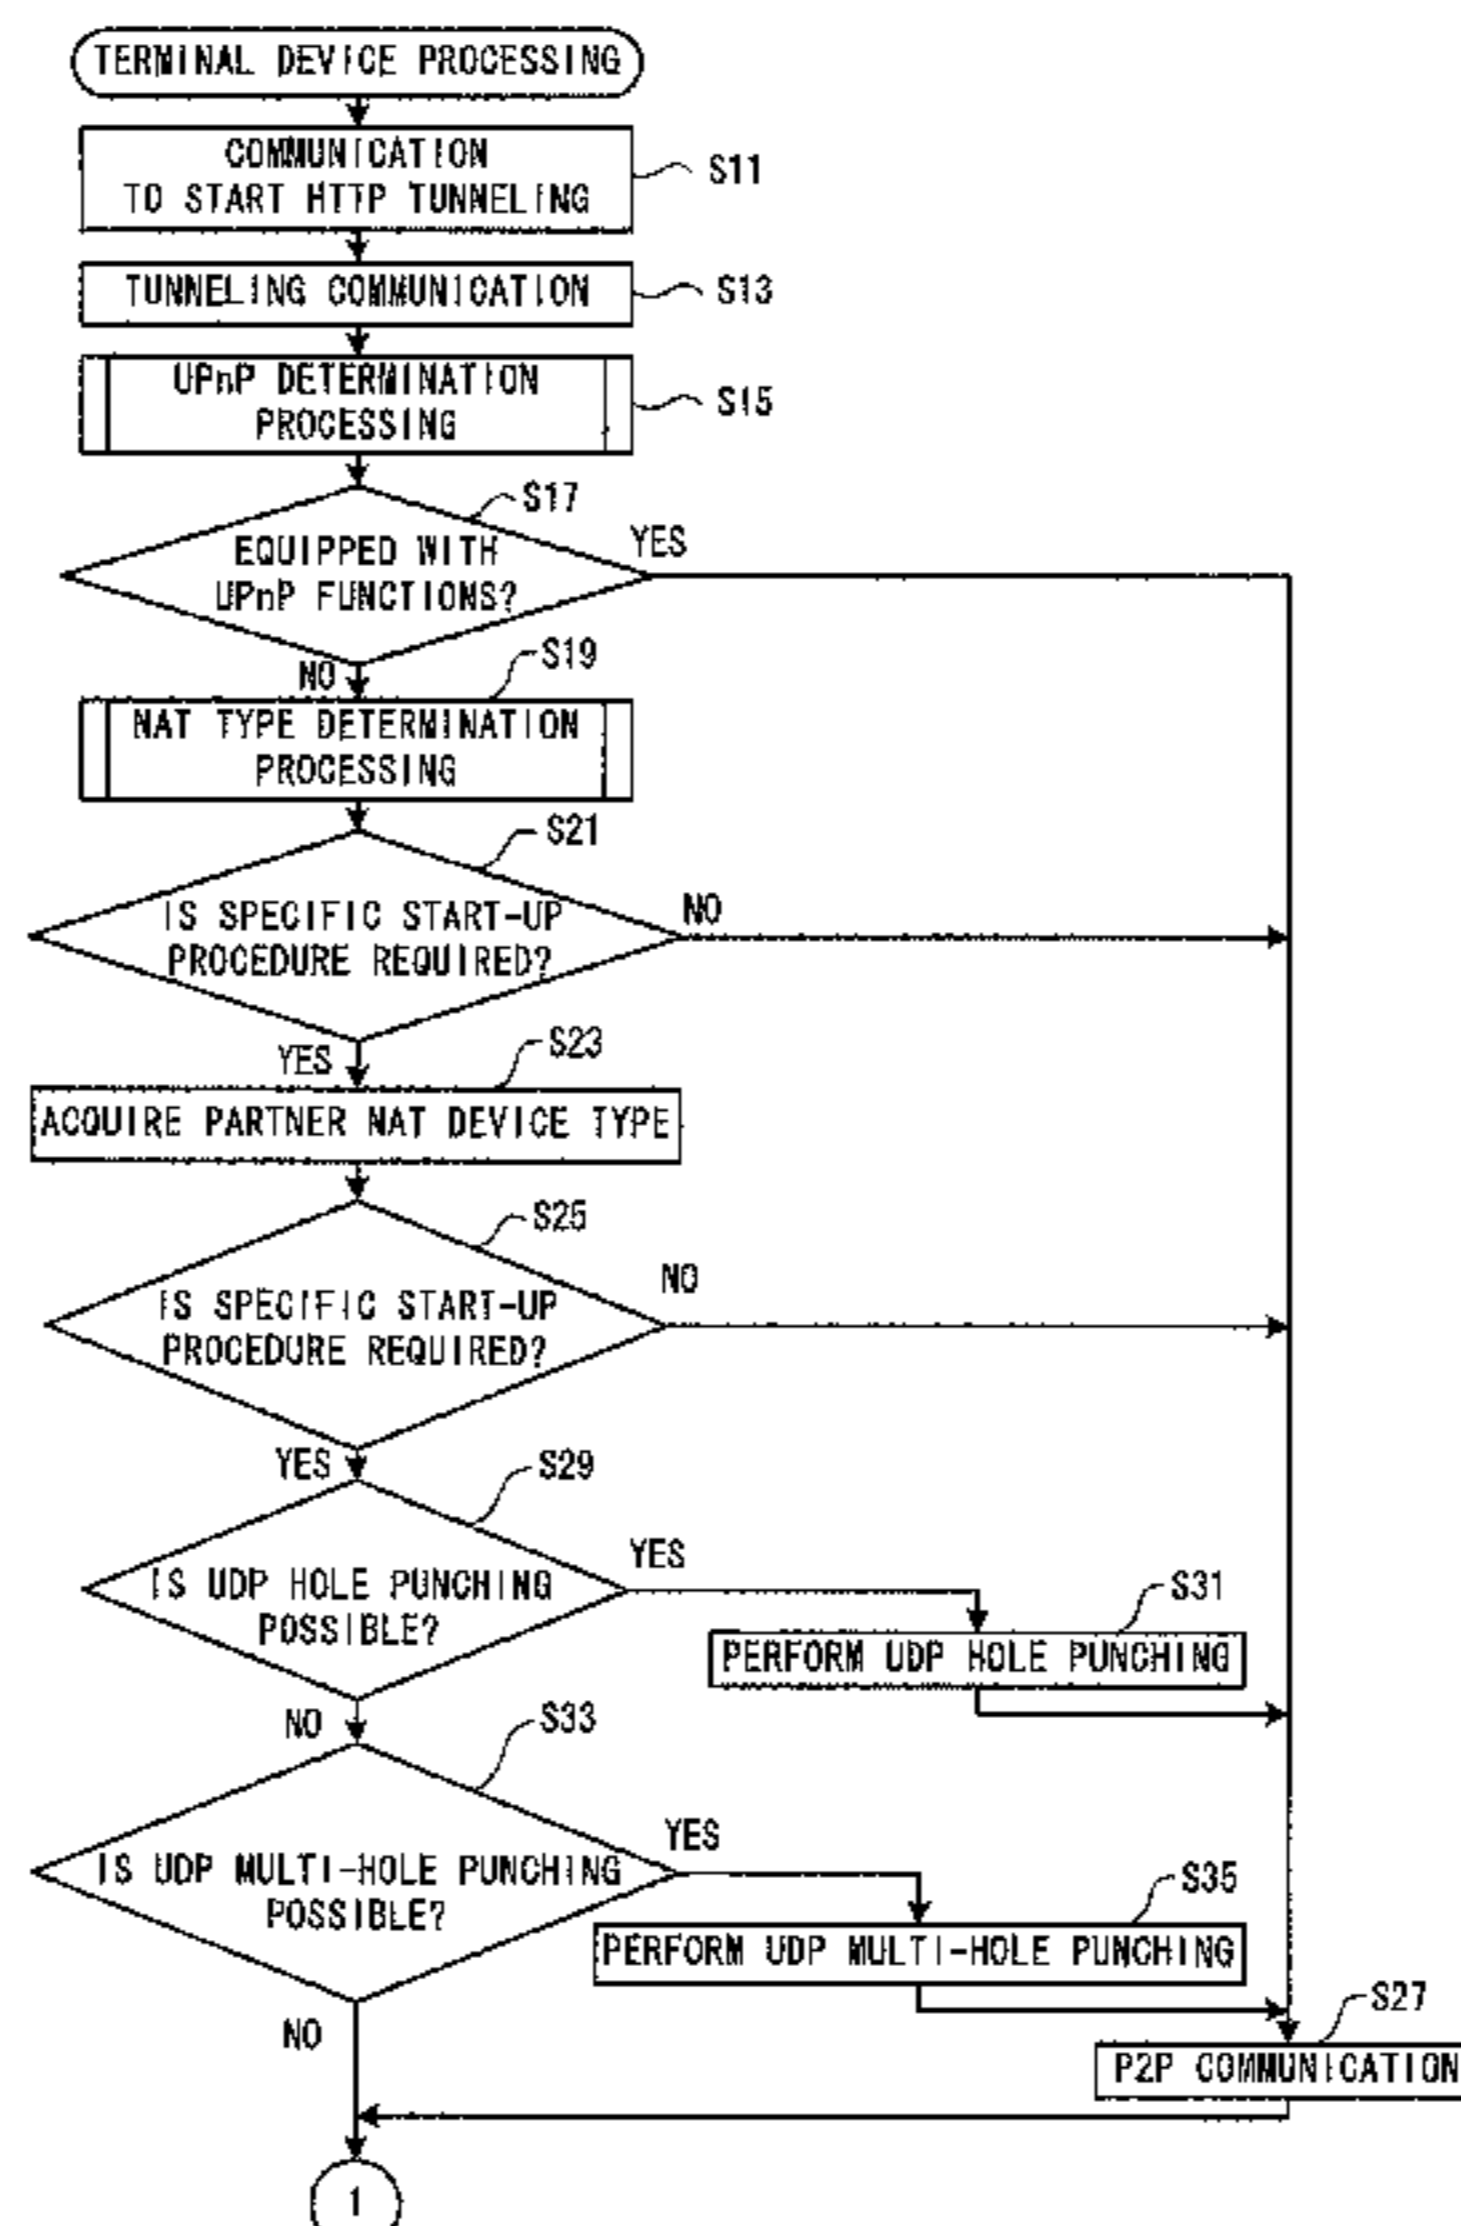 TERMINAL DEVICE PROCESSING
COMMUNICATION
TO START HTTP TUNNELING
S11
TUNNELING COMMUNICATION
S13
UPnP DETERMINATION
PROCESSING
S15
S17
EQUIPPED WITH
UPnP FUNCTIONS?
YES
NO
S19
NAT TYPE DETERMINATION
PROCESSING
S21
IS SPECIFIC START-UP
PROCEDURE REQUIRED?
NO
YES
S23
ACQUIRE PARTNER NAT DEVICE TYPE
S25
IS SPECIFIC START-UP
PROCEDURE REQUIRED?
NO
YES
S29
IS UDP HOLE PUNCHING
POSSIBLE?
YES
S31
PERFORM UDP HOLE PUNCHING
NO
S33
IS UDP MULTI-HOLE PUNCHING
POSSIBLE?
YES
S35
PERFORM UDP MULTI-HOLE PUNCHING
NO
S27
P2P COMMUNICATION
1